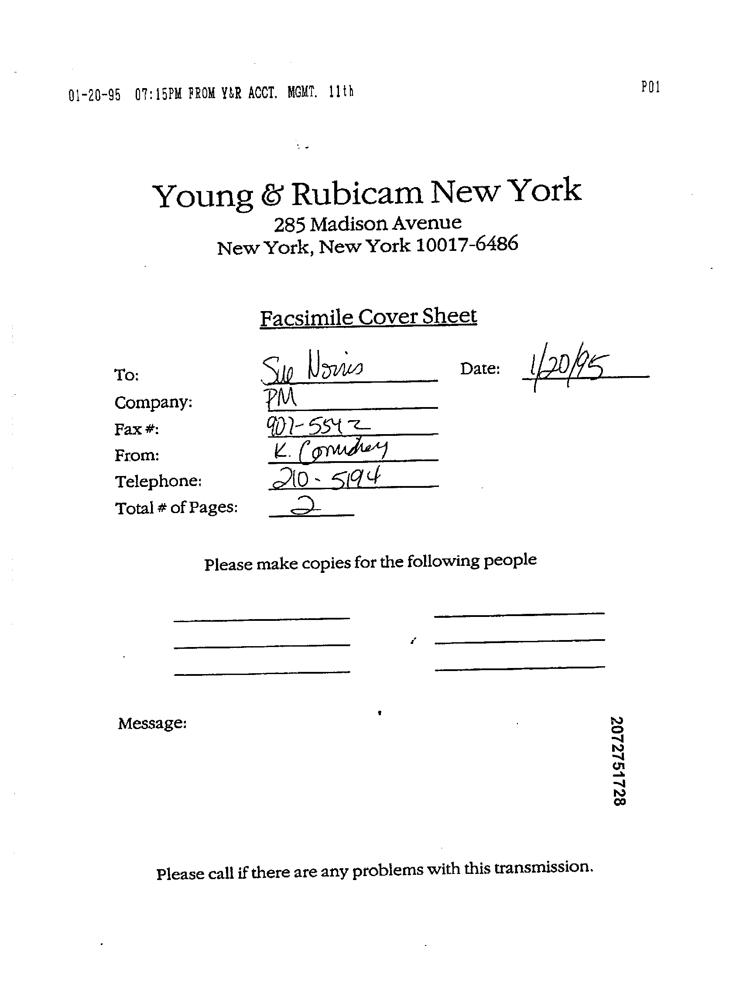 01-20-95 07:15PM FROM Y&R ACCT. MGMT. 11th P01
Young & Rubicam New York
285 Madison Avenue
New York, New York 10017-6486
Facsimile Cover Sheet
To: Sue Norris Date: 1/20/95
Company: PM
Fax #: 907-5542
From: K.
Telephone: 210-5194
Total # of Pages: 2
Please make copies for the following people
Message:
2072751728
Please call if there are any problems with this transmission.